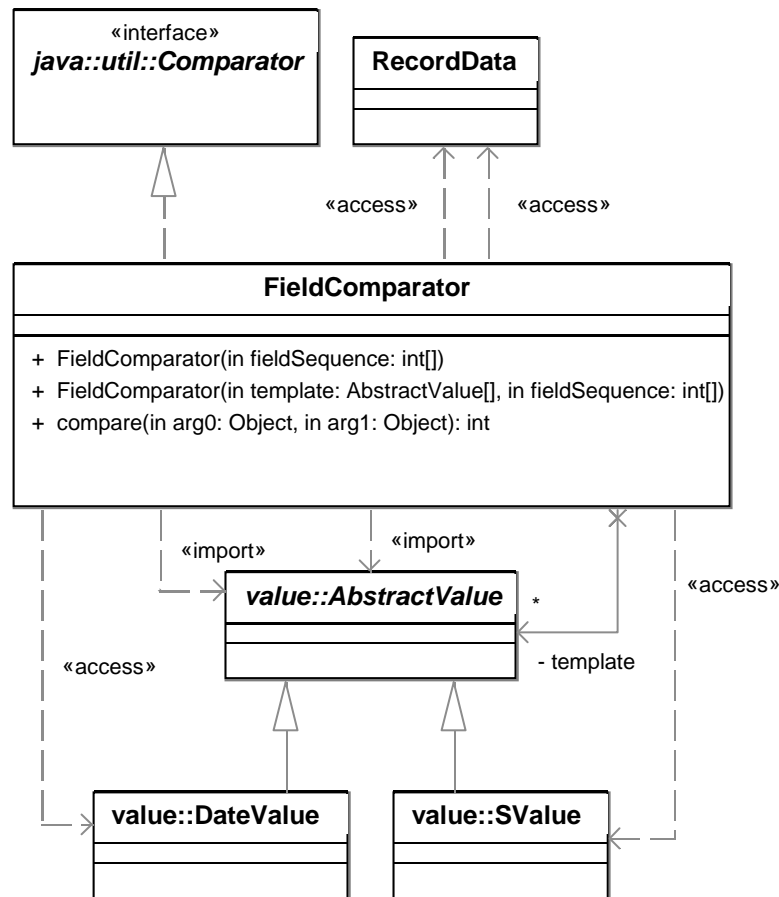 «interface»
java::util::Comparator
RecordData
«access»
«access»
FieldComparator
+ FieldComparator(in fieldSequence: int[])
+ FieldComparator(in template: AbstractValue[], in fieldSequence: int[])
+ compare(in arg0: Object, in arg1: Object): int
«import»
«import»
«access»
value::AbstractValue
*
- template
«access»
value::DateValue
value::SValue